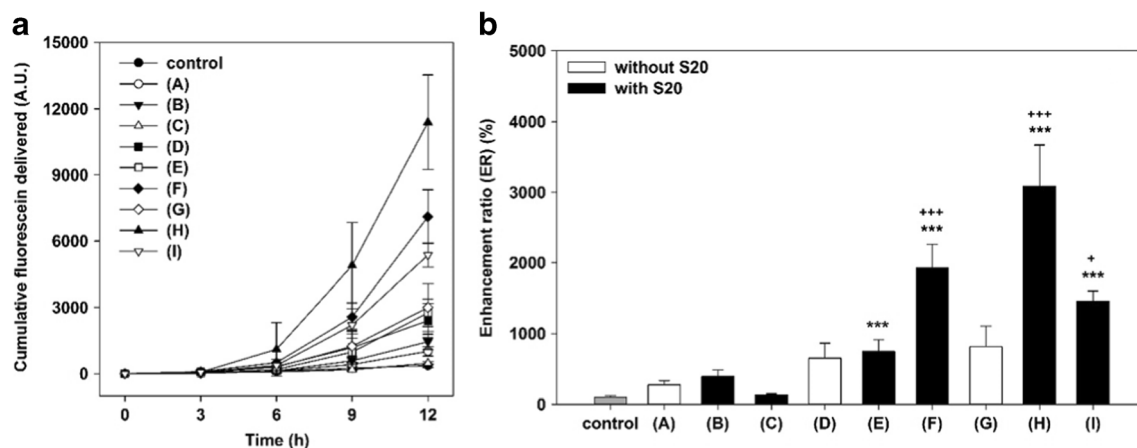 a
Cumulative fluorescein delivered (A.U.)
15000
12000
9000
6000
3000
0
control
(A)
(B)
(C)
(D)
(E)
(F)
(G)
(H)
(I)
0 3 6 9 12
Time (h)
b
Enhancement ratio (ER) (%)
5000
4000
3000
2000
1000
0
without S20
with S20
***
+++
***
+++
***
+
***
control (A) (B) (C) (D) (E) (F) (G) (H) (I)